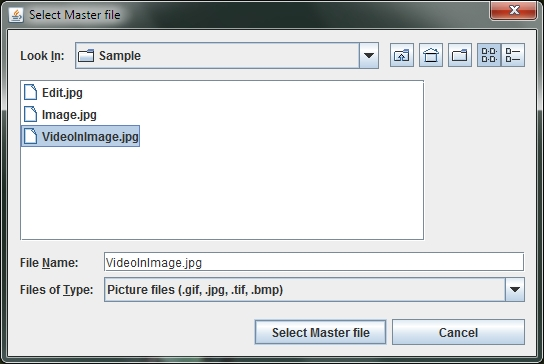 Select Master file
Look In: Sample
Edit.jpg
Image.jpg
VideoInImage.jpg
File Name: VideoInImage.jpg
Files of Type: Picture files (.gif, .jpg, .tif, .bmp)
Select Master file Cancel